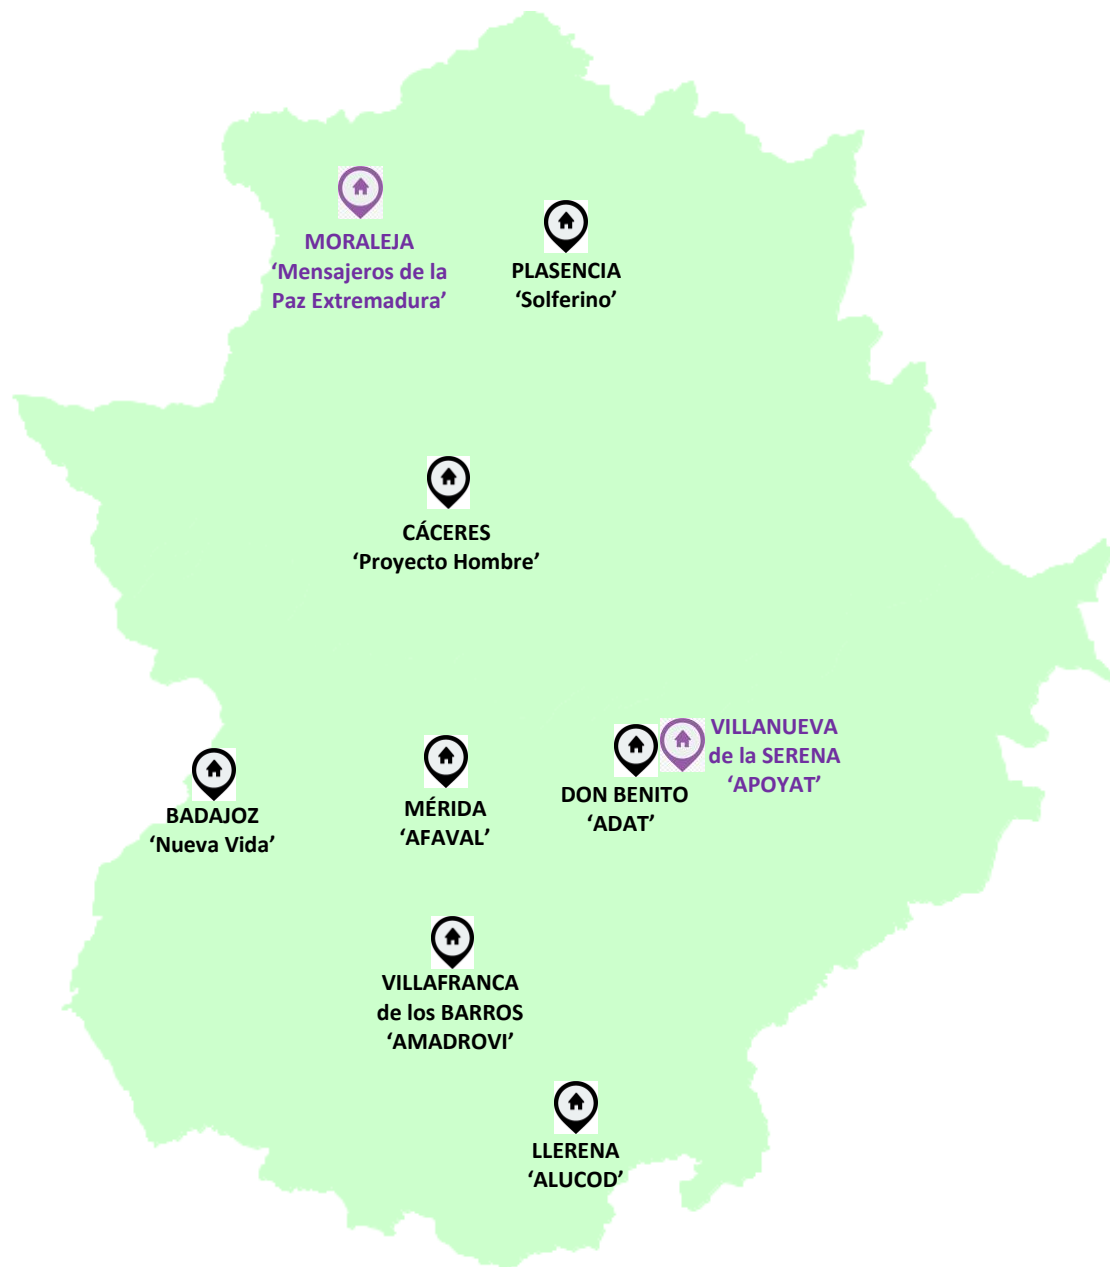 MORALEJA
‘Mensajeros de la
Paz Extremadura’
PLASENCIA
‘Solferino’
CÁCERES
‘Proyecto Hombre’
BADAJOZ
‘Nueva Vida’
MÉRIDA
‘AFAVAL’
DON BENITO
‘ADAT’
VILLANUEVA
de la SERENA
‘APOYAT’
VILLAFRANCA
de los BARROS
‘AMADROVI’
LLERENA
‘ALUCOD’